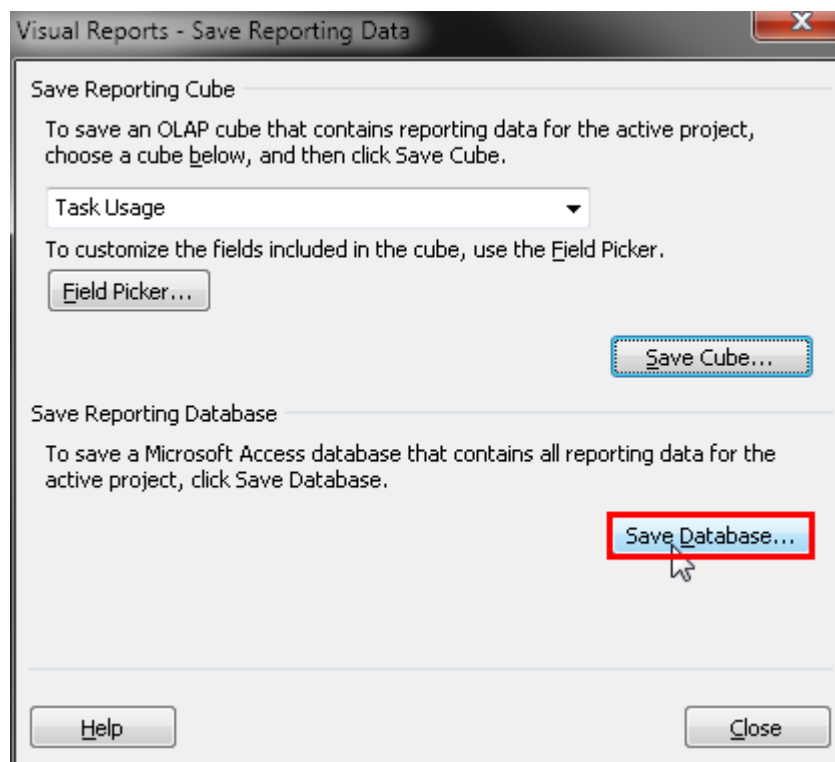 Visual Reports - Save Reporting Data
X
Save Reporting Cube
To save an OLAP cube that contains reporting data for the active project,
choose a cube below, and then click Save Cube.
Task Usage
To customize the fields included in the cube, use the Field Picker.
Field Picker...
Save Cube...
Save Reporting Database
To save a Microsoft Access database that contains all reporting data for the
active project, click Save Database.
Save Database...
Help
Close